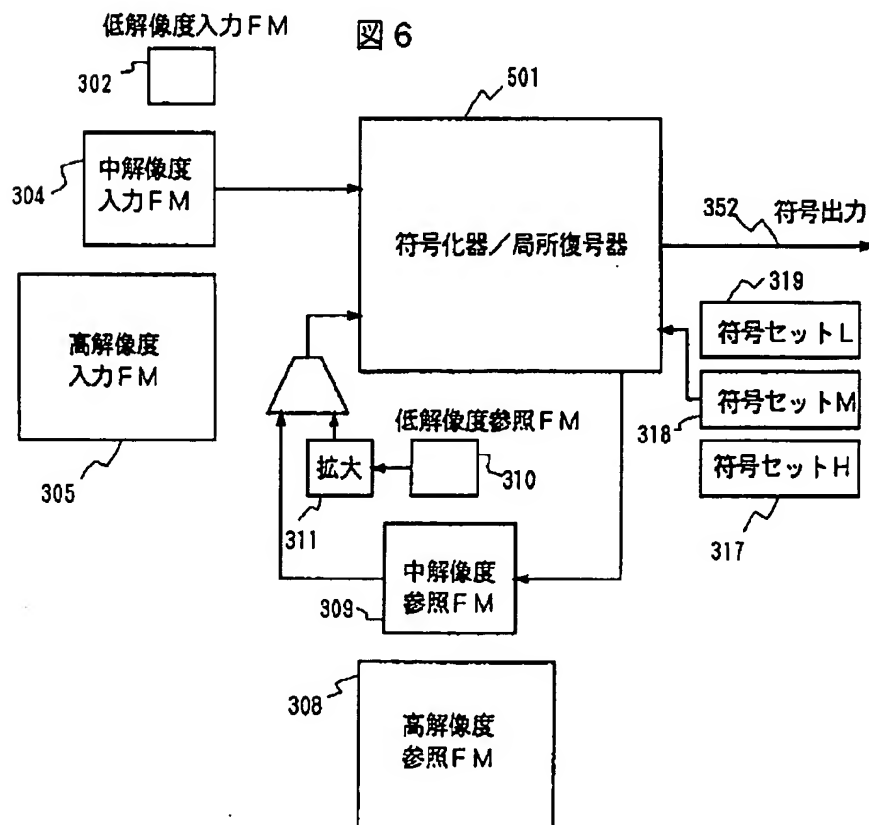 低解像度入力FM
図6
302
501
304
中解像度
入力FM
符号化器/局所復号器
352
符号出力
319
符号セットL
高解像度
入力FM
符号セットM
318
低解像度参照FM
拡大
310
符号セットH
305
311
317
中解像度
参照FM
309
308
高解像度
参照FM